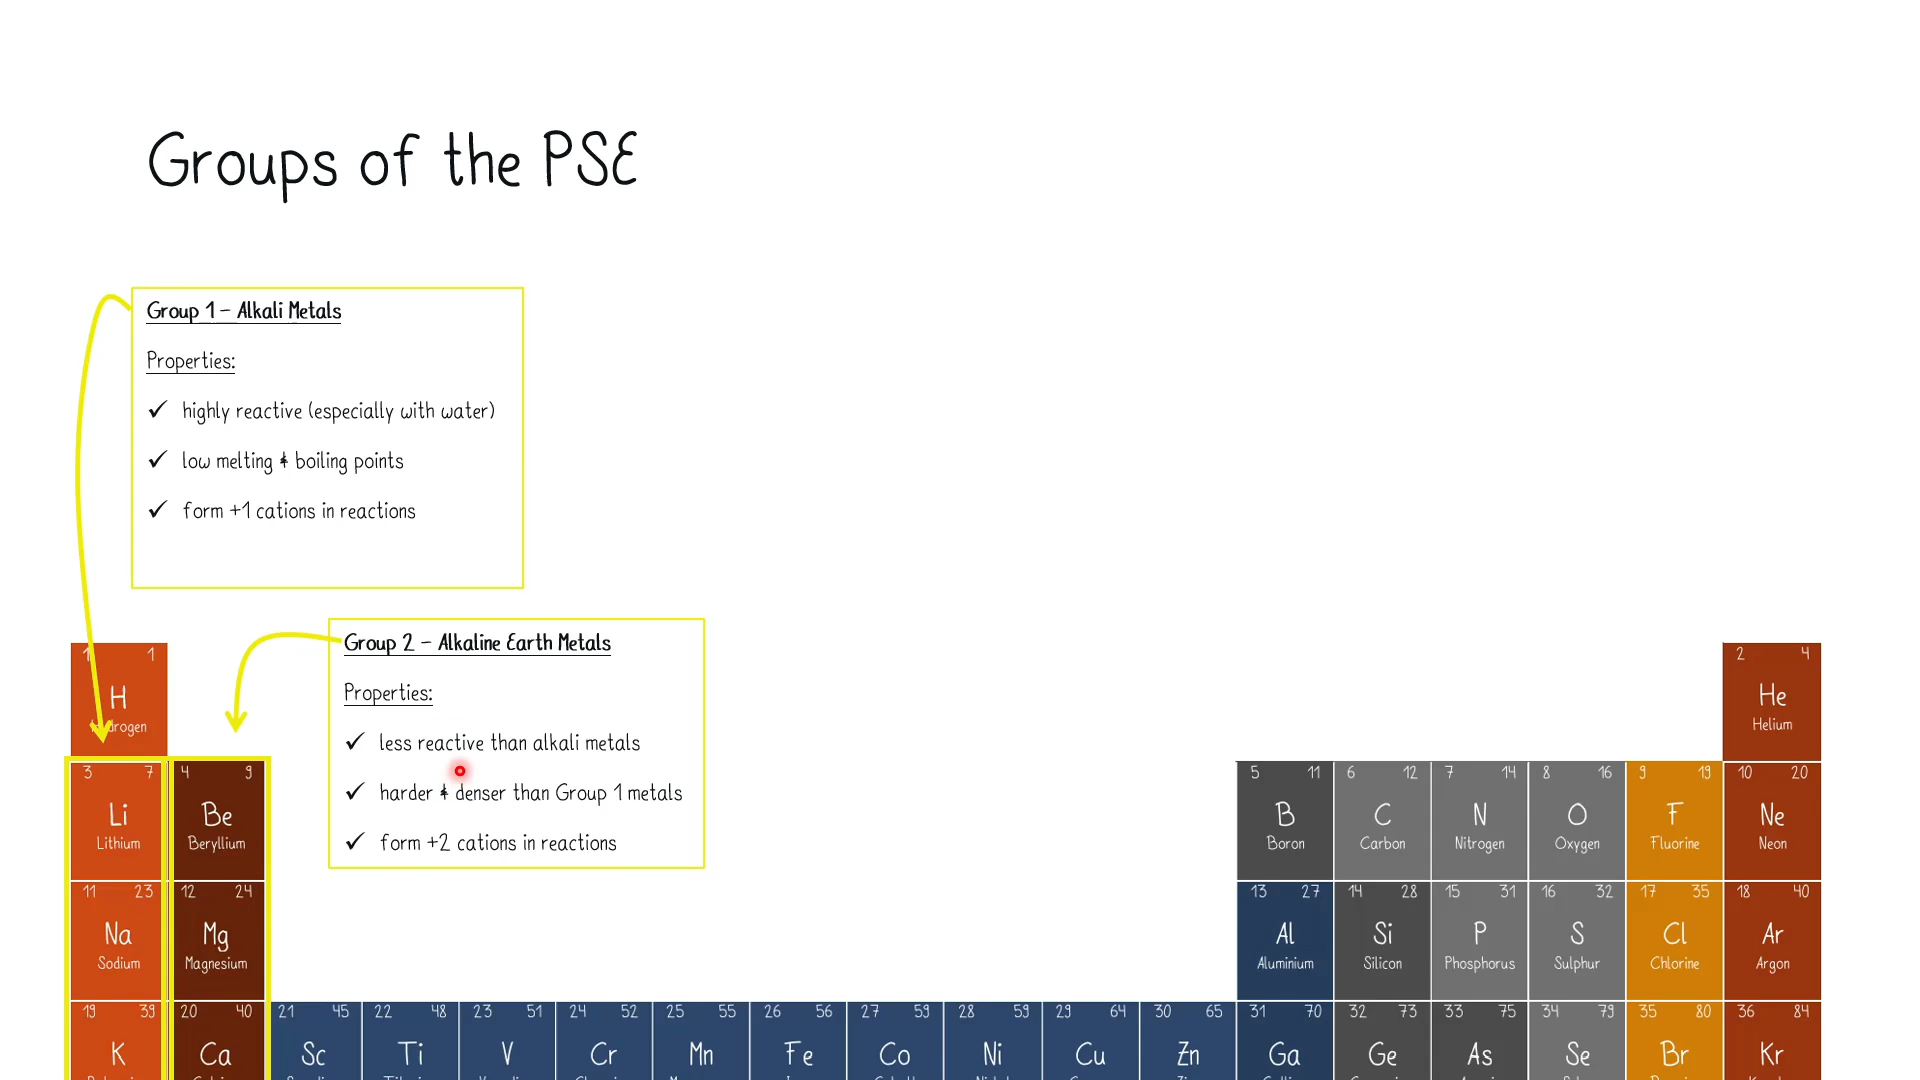 Groups of the PSE
Group 1 – Alkali Metals
Properties:
✓ highly reactive (especially with water)
✓ low melting & boiling points
✓ form +1 cations in reactions
Group 2 – Alkaline Earth Metals
Properties:
✓ less reactive than alkali metals
✓ harder & denser than Group 1 metals
✓ form +2 cations in reactions
1 1 2 4
H He
Hydrogen Helium
3 7 4 9 5 11 6 12 7 14 8 16 9 19 10 20
Li Be B C N O F Ne
Lithium Beryllium Boron Carbon Nitrogen Oxygen Fluorine Neon
11 23 12 24 13 27 14 28 15 31 16 32 17 35 18 40
Na Mg Al Si P S Cl Ar
Sodium Magnesium Aluminium Silicon Phosphorus Sulphur Chlorine Argon
19 39 20 40 21 45 22 48 23 51 24 52 25 55 26 56 27 59 28 59 29 64 30 65 31 70 32 73 33 75 34 79 35 80 36 84
K Ca Sc Ti V Cr Mn Fe Co Ni Cu Zn Ga Ge As Se Br Kr